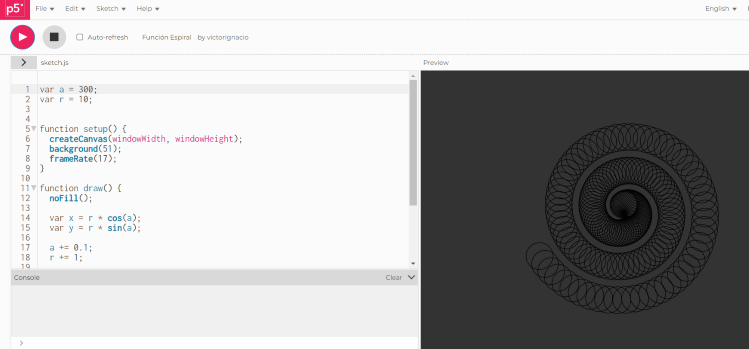 p5*
File Edit Sketch Help English
Auto-refresh Función Espiral by victorignacio
sketch.js Preview
1 var a = 300;
2 var r = 10;
3
4
5 function setup() {
6 createCanvas(windowWidth, windowHeight);
7 background(51);
8 frameRate(17);
9 }
10
11 function draw() {
12 noFill();
13
14 var x = r * cos(a);
15 var y = r * sin(a);
16
17 a += 0.1;
18 r += 1;
19
Console Clear